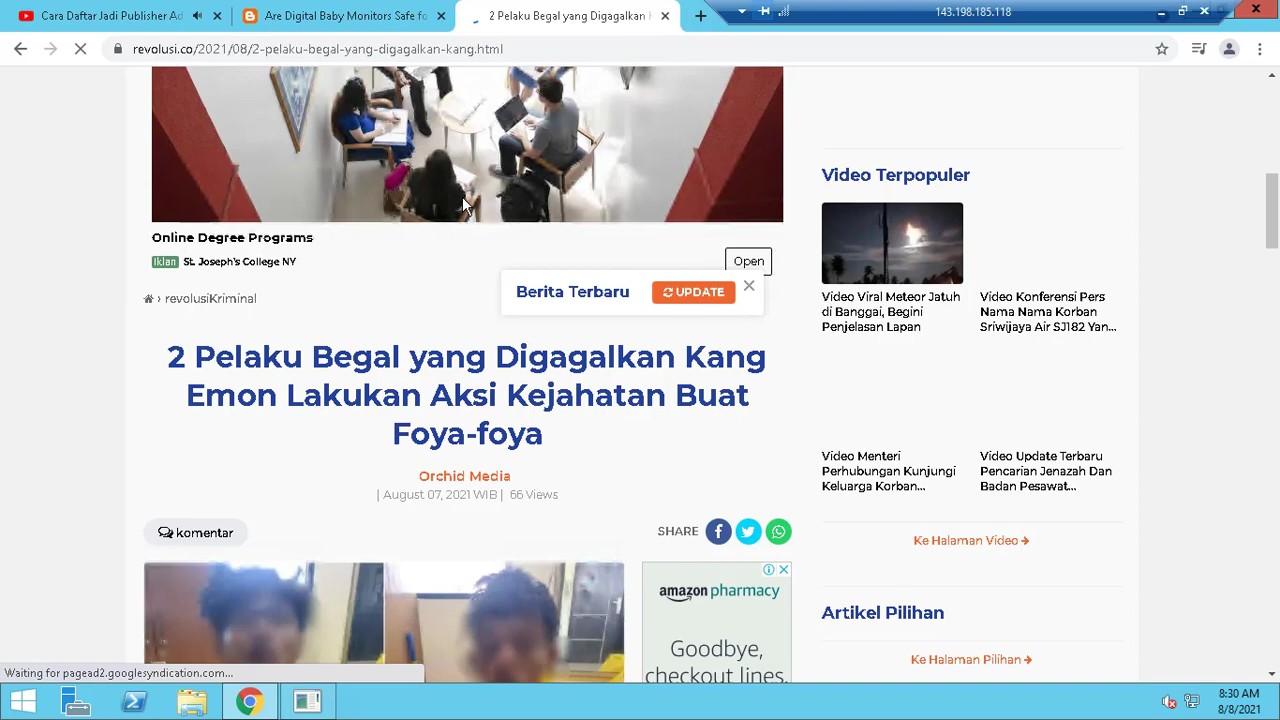 Cara Daftar Jadi Publisher Ad
Are Digital Baby Monitors Safe fo
2 Pelaku Begal yang Digagalkan K
143.198.185.118
revolusi.co/2021/08/2-pelaku-begal-yang-digagalkan-kang.html
Online Degree Programs
Iklan St. Joseph's College NY
Open
revolusiKriminal
Berita Terbaru
UPDATE
2 Pelaku Begal yang Digagalkan Kang
Emon Lakukan Aksi Kejahatan Buat
Foya-foya
Orchid Media
| August 07, 2021 WIB | 66 Views
komentar
SHARE
amazon pharmacy
Goodbye,
checkout lines.
Video Terpopuler
Video Viral Meteor Jatuh
di Banggai, Begini
Penjelasan Lapan
Video Konferensi Pers
Nama Nama Korban
Sriwijaya Air SJ182 Yan...
Video Menteri
Perhubungan Kunjungi
Keluarga Korban...
Video Update Terbaru
Pencarian Jenazah Dan
Badan Pesawat...
Ke Halaman Video
Artikel Pilihan
Ke Halaman Pilihan
Waiting for pagead2.googlesyndication.com...
8:30 AM
8/8/2021